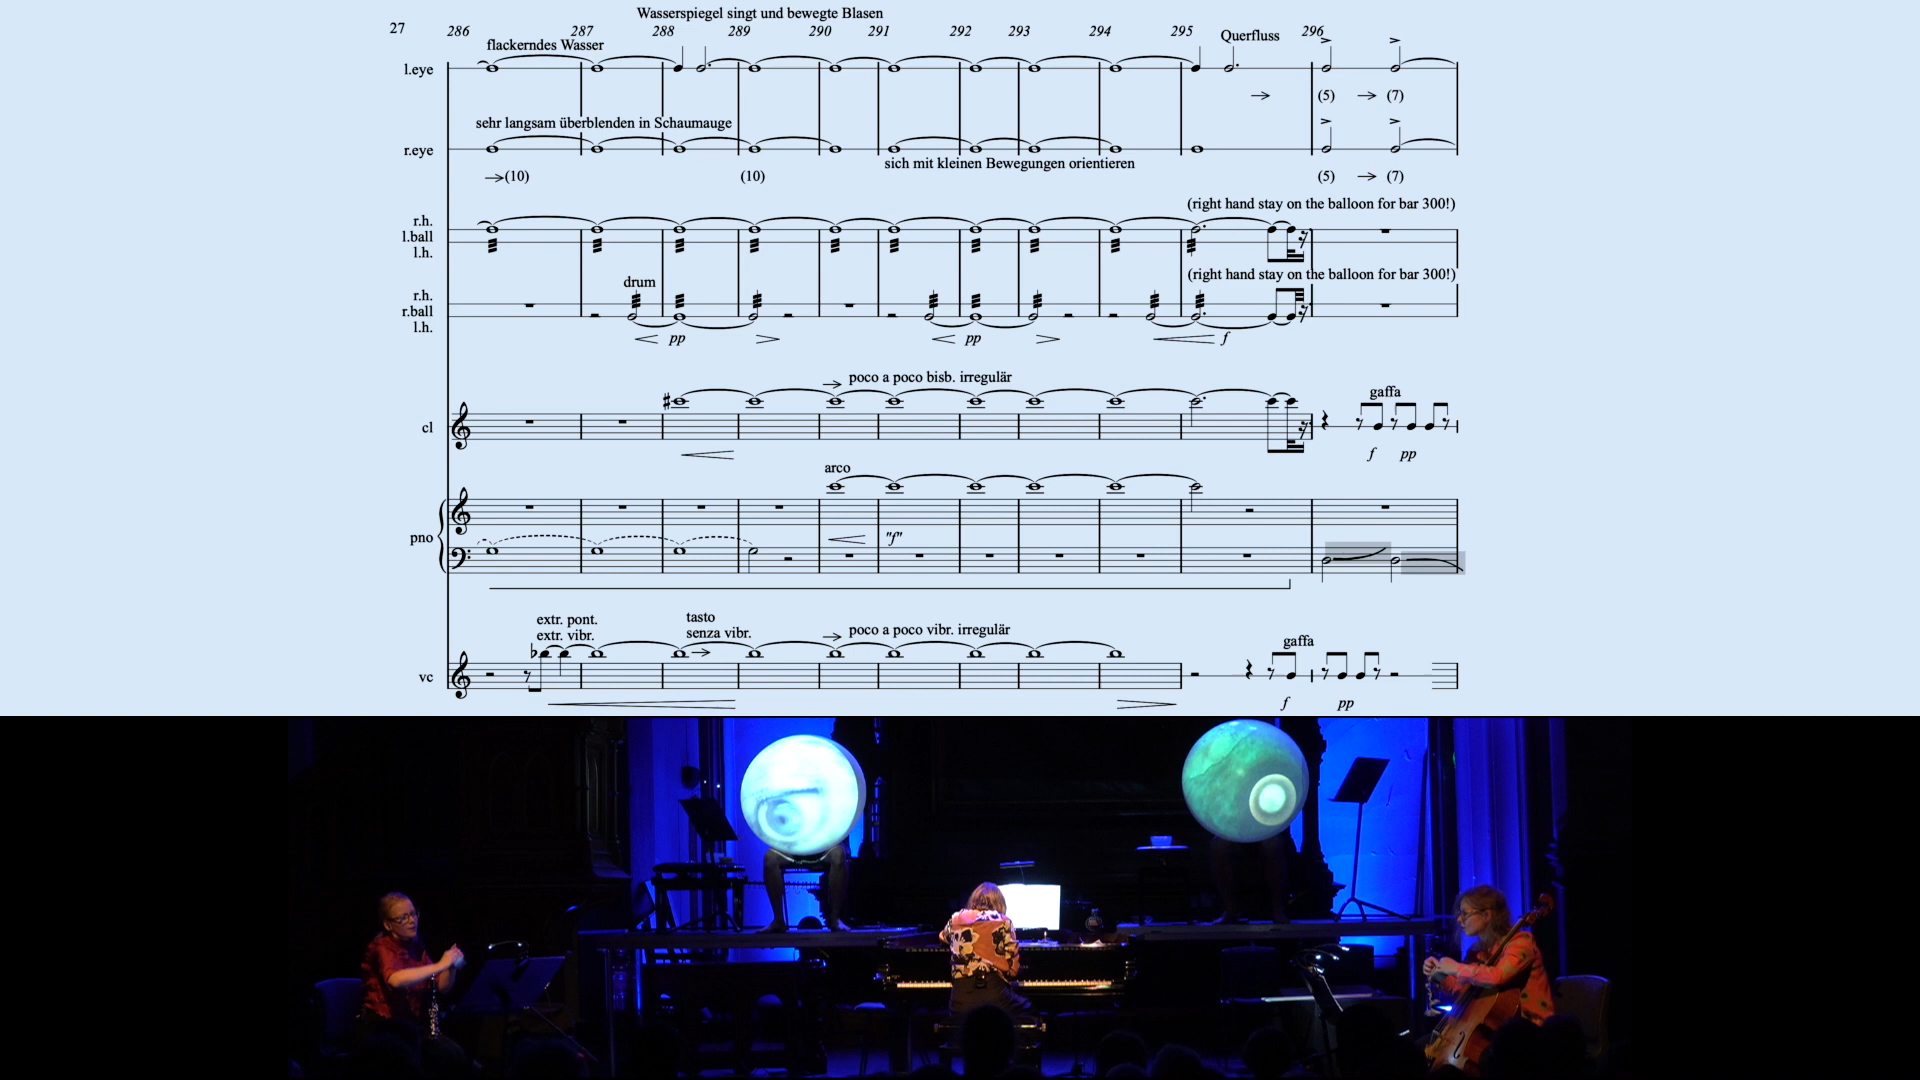 Wasserspiegel singt und bewegte Blasen
27 286 287 288 289 290 291 292 293 294 295 296
flackerndes Wasser Querfluss
l.eye
(5) (7)
sehr langsam überblenden in Schaumauge
r.eye
sich mit kleinen Bewegungen orientieren
(10) (10) (5) (7)
(right hand stay on the balloon for bar 300!)
r.h.
l.ball
l.h.
(right hand stay on the balloon for bar 300!)
drum
r.h.
r.ball
l.h.
pp pp f
poco a poco bisb. irregulär
gaffa
cl
f pp
arco
pno
"f"
extr. pont. tasto
extr. vibr. senza vibr. poco a poco vibr. irregulär
gaffa
vc
f pp